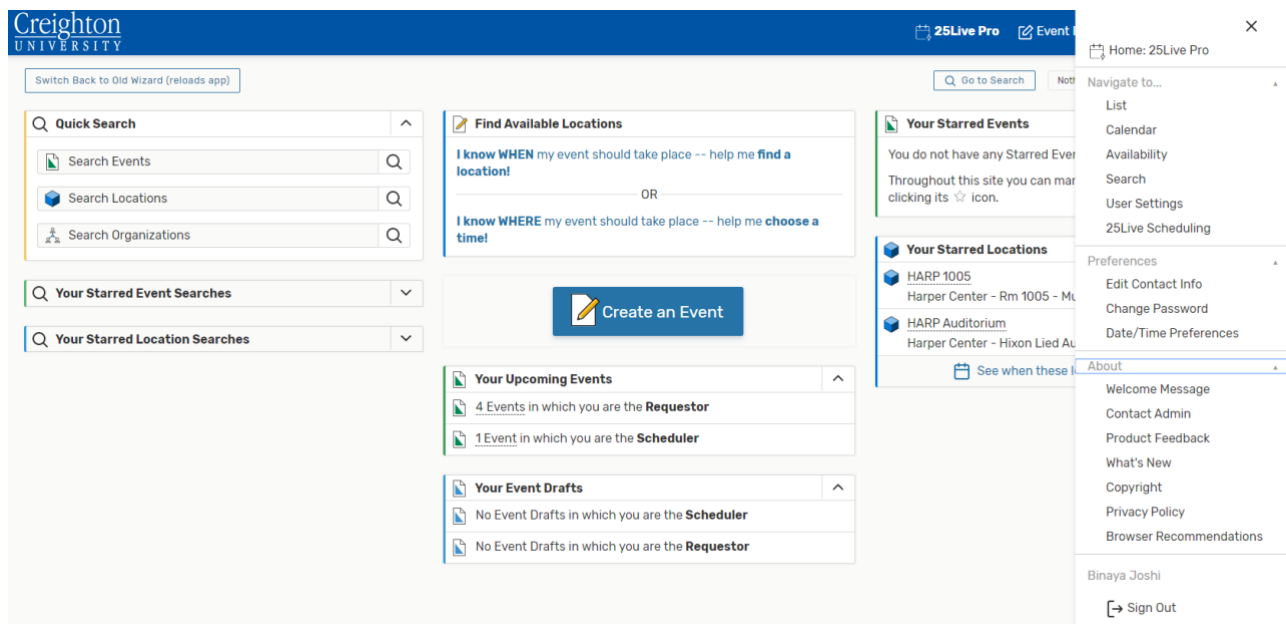 Creighton
UNIVERSITY
25Live Pro
Event
Switch Back to Old Wizard (reloads app)
Go to Search
Quick Search
Search Events
Search Locations
Search Organizations
Your Starred Event Searches
Your Starred Location Searches
Find Available Locations
I know WHEN my event should take place -- help me find a
location!
OR
I know WHERE my event should take place -- help me choose a
time!
Create an Event
Your Upcoming Events
4 Events in which you are the Requestor
1 Event in which you are the Scheduler
Your Event Drafts
No Event Drafts in which you are the Scheduler
No Event Drafts in which you are the Requestor
Your Starred Events
You do not have any Starred Even
Throughout this site you can mar
clicking its ☆ icon.
Your Starred Locations
HARP 1005
Harper Center - Rm 1005 - Mu
HARP Auditorium
Harper Center - Hixon Lied Au
See when these l
Home: 25Live Pro
Navigate to...
List
Calendar
Availability
Search
User Settings
25Live Scheduling
Preferences
Edit Contact Info
Change Password
Date/Time Preferences
About
Welcome Message
Contact Admin
Product Feedback
What's New
Copyright
Privacy Policy
Browser Recommendations
Binaya Joshi
Sign Out